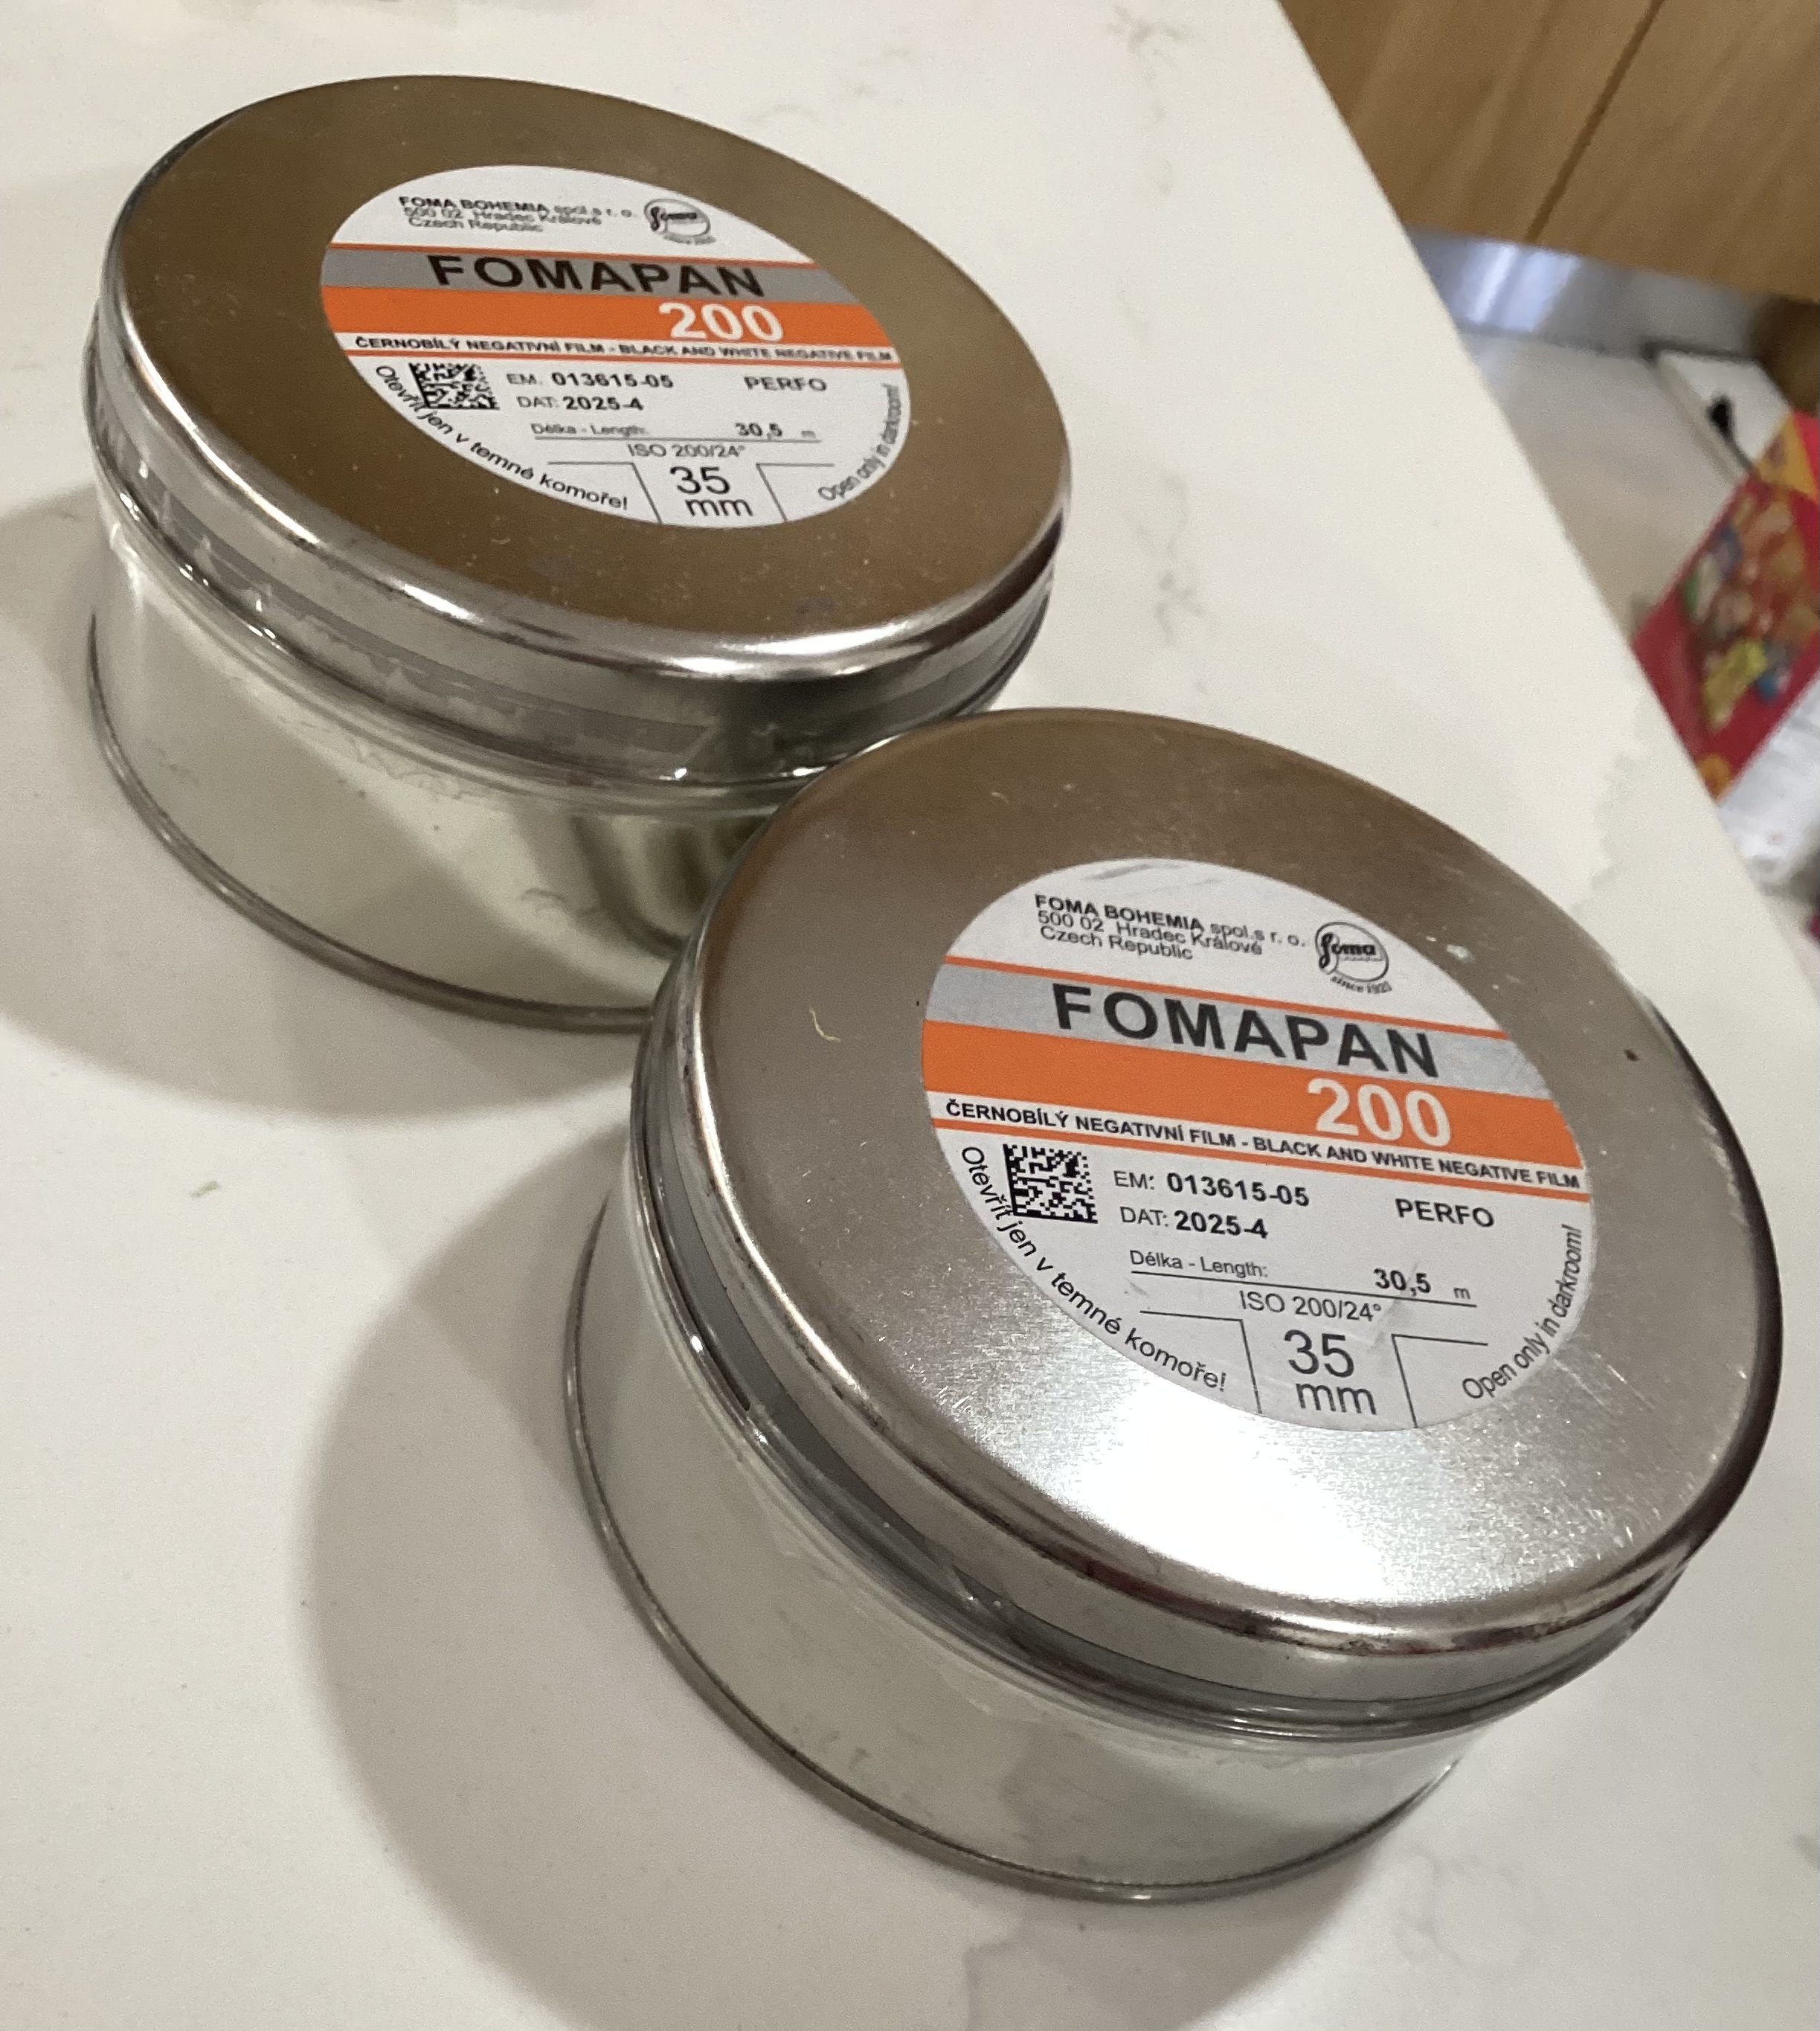 FOMA BOHEMIA spol.s r. o.
500 02 Hradec Králové
Czech Republic
foma
FOMAPAN
200
ČERNOBÍLÝ NEGATIVNÍ FILM - BLACK AND WHITE NEGATIVE FILM
EM: 013615-05 PERFO
DAT: 2025-4
Délka - Length: 30,5 m
ISO 200/24°
35
mm
Otevřít jen v temné komoře!
Open only in darkroom!
FOMA BOHEMIA spol.s r. o.
500 02 Hradec Králové
Czech Republic
foma
since 1921
FOMAPAN
200
ČERNOBÍLÝ NEGATIVNÍ FILM - BLACK AND WHITE NEGATIVE FILM
EM: 013615-05 PERFO
DAT: 2025-4
Délka - Length: 30,5 m
ISO 200/24°
35
mm
Otevřít jen v temné komoře!
Open only in darkroom!